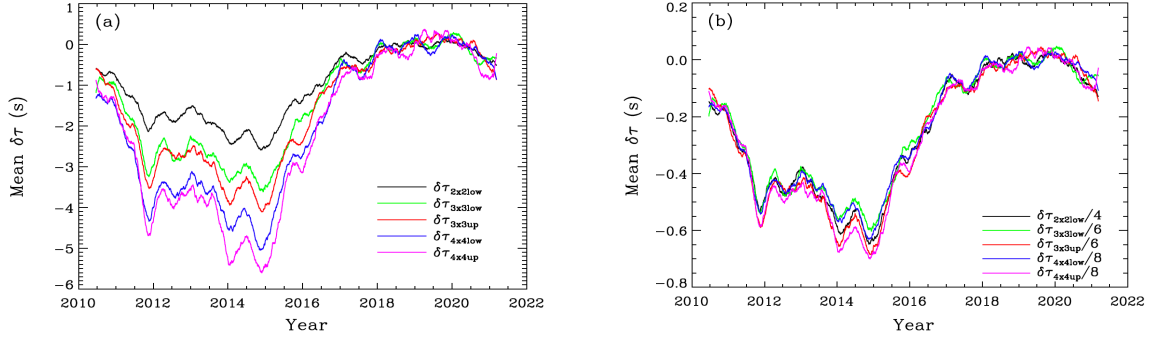 (a)
1
0
−1
−2
−3
−4
−5
−6
Mean δτ (s)
2010 2012 2014 2016 2018 2020 2022
Year
δτ2x2low
δτ3x3low
δτ3x3up
δτ4x4low
δτ4x4up
(b)
0.2
0.0
−0.2
−0.4
−0.6
−0.8
Mean δτ (s)
2010 2012 2014 2016 2018 2020 2022
Year
δτ2x2low/4
δτ3x3low/6
δτ3x3up/6
δτ4x4low/8
δτ4x4up/8